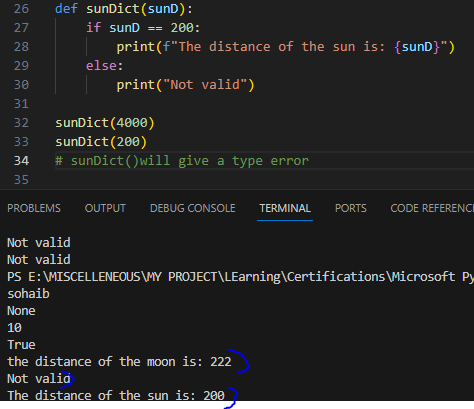 26 def sunDict(sunD):
27     if sunD == 200:
28         print(f"The distance of the sun is: {sunD}")
29     else:
30         print("Not valid")
31
32 sunDict(4000)
33 sunDict(200)
34 # sunDict()will give a type error
35
PROBLEMS OUTPUT DEBUG CONSOLE TERMINAL PORTS CODE REFERENC
Not valid
Not valid
PS E:\MISCELLENEOUS\MY PROJECT\LEarning\Certifications\Microsoft Py
sohaib
None
10
True
the distance of the moon is: 222
Not valid
The distance of the sun is: 200